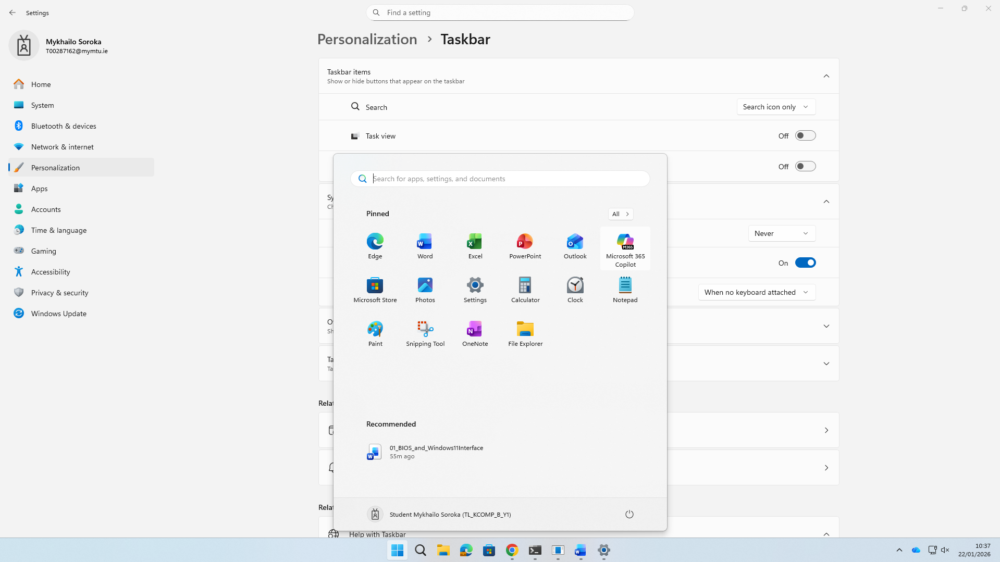 Settings
Find a setting
Mykhailo Soroka
T00287162@mymtu.ie
Home
System
Bluetooth & devices
Network & internet
Personalization
Apps
Accounts
Time & language
Gaming
Accessibility
Privacy & security
Windows Update
Personalization > Taskbar
Taskbar items
Show or hide buttons that appear on the taskbar
Search
Search icon only
Task view
Off
Off
Sy
Ch
Never
On
When no keyboard attached
Sh
Ta
Ta
Relat
Relat
Help with Taskbar
Search for apps, settings, and documents
Pinned
All
Edge
Word
Excel
PowerPoint
Outlook
M365
Microsoft 365
Copilot
Microsoft Store
Photos
Settings
Calculator
Clock
Notepad
Paint
Snipping Tool
OneNote
File Explorer
Recommended
01_BIOS_and_Windows11Interface
55m ago
Student Mykhailo Soroka (TL_KCOMP_B_Y1)
10:37
22/01/2026